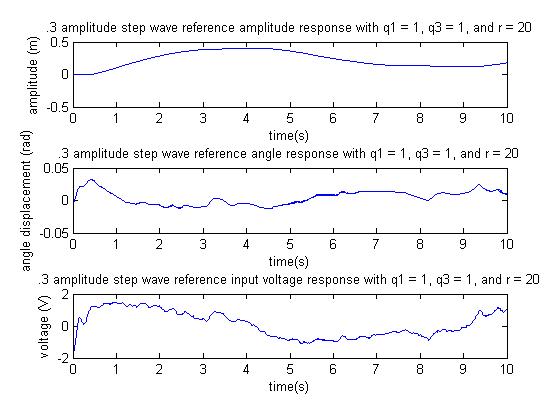 .3 amplitude step wave reference amplitude response with q1 = 1, q3 = 1, and r = 20
amplitude (m)
0.5
0
-0.5
0 1 2 3 4 5 6 7 8 9 10
time(s)
.3 amplitude step wave reference angle response with q1 = 1, q3 = 1, and r = 20
angle displacement (rad)
0.05
0
-0.05
0 1 2 3 4 5 6 7 8 9 10
time(s)
.3 amplitude step wave reference input voltage response with q1 = 1, q3 = 1, and r = 20
voltage (V)
2
0
-2
0 1 2 3 4 5 6 7 8 9 10
time(s)